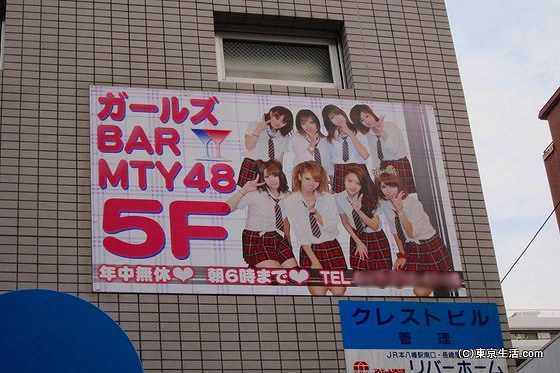 ガールズ
BAR
MTY48
5F
年中無休♥ 朝6時まで♥ TEL
クレストビル
管理
JR本八幡駅南口・長崎
リバーホーム
(C)東京生活.com